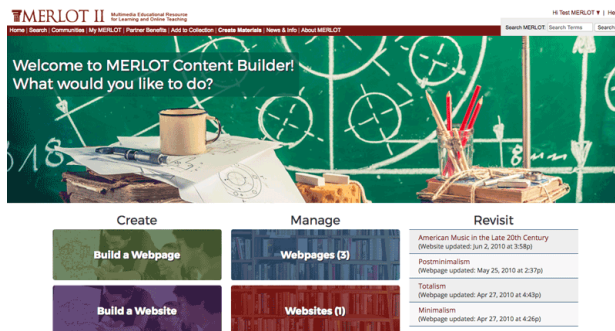 MERLOT II
Multimedia Educational Resource
for Learning and Online Teaching
Hi Test MERLOT ▼ | He
Home | Search | Communities | My MERLOT | Partner Benefits | Add to Collection | Create Materials | News & Info | About MERLOT
Search MERLOT Search Terms Search
Welcome to MERLOT Content Builder!
What would you like to do?
Create
Build a Webpage
Build a Website
Manage
Webpages (3)
Websites (1)
Revisit
American Music in the Late 20th Century
(Website updated: Jun 2, 2010 at 3:58p)
Postminimalism
(Webpage updated: May 25, 2010 at 2:37p)
Totalism
(Webpage updated: Apr 27, 2010 at 4:43p)
Minimalism
(Webpage updated: Apr 27, 2010 at 4:26p)